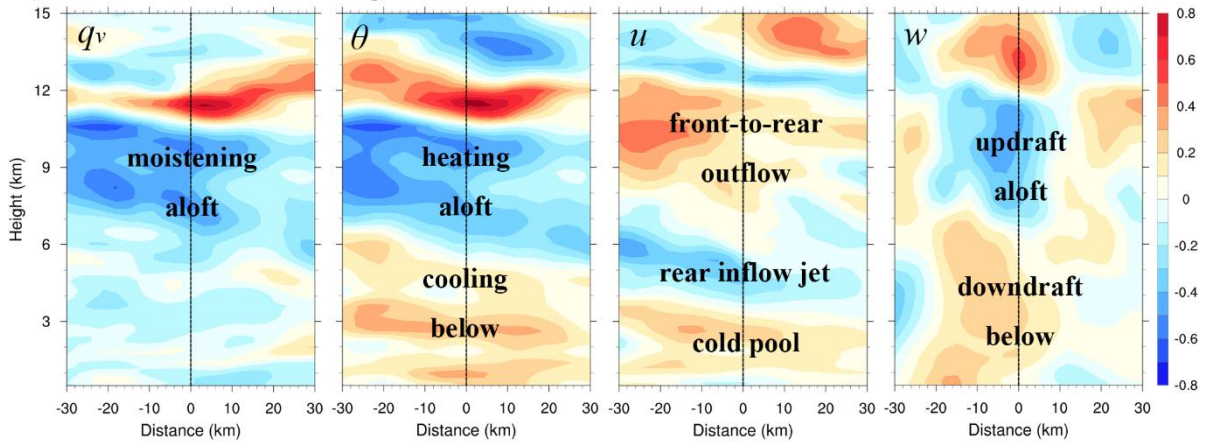 qv
θ
u
w
15
12
9
6
3
Height (km)
moistening
aloft
heating
aloft
cooling
below
front-to-rear
outflow
rear inflow jet
cold pool
updraft
aloft
downdraft
below
-30 -20 -10 0 10 20 30
-30 -20 -10 0 10 20 30
-30 -20 -10 0 10 20 30
-30 -20 -10 0 10 20 30
Distance (km)
Distance (km)
Distance (km)
Distance (km)
0.8
0.6
0.4
0.2
0
-0.2
-0.4
-0.6
-0.8